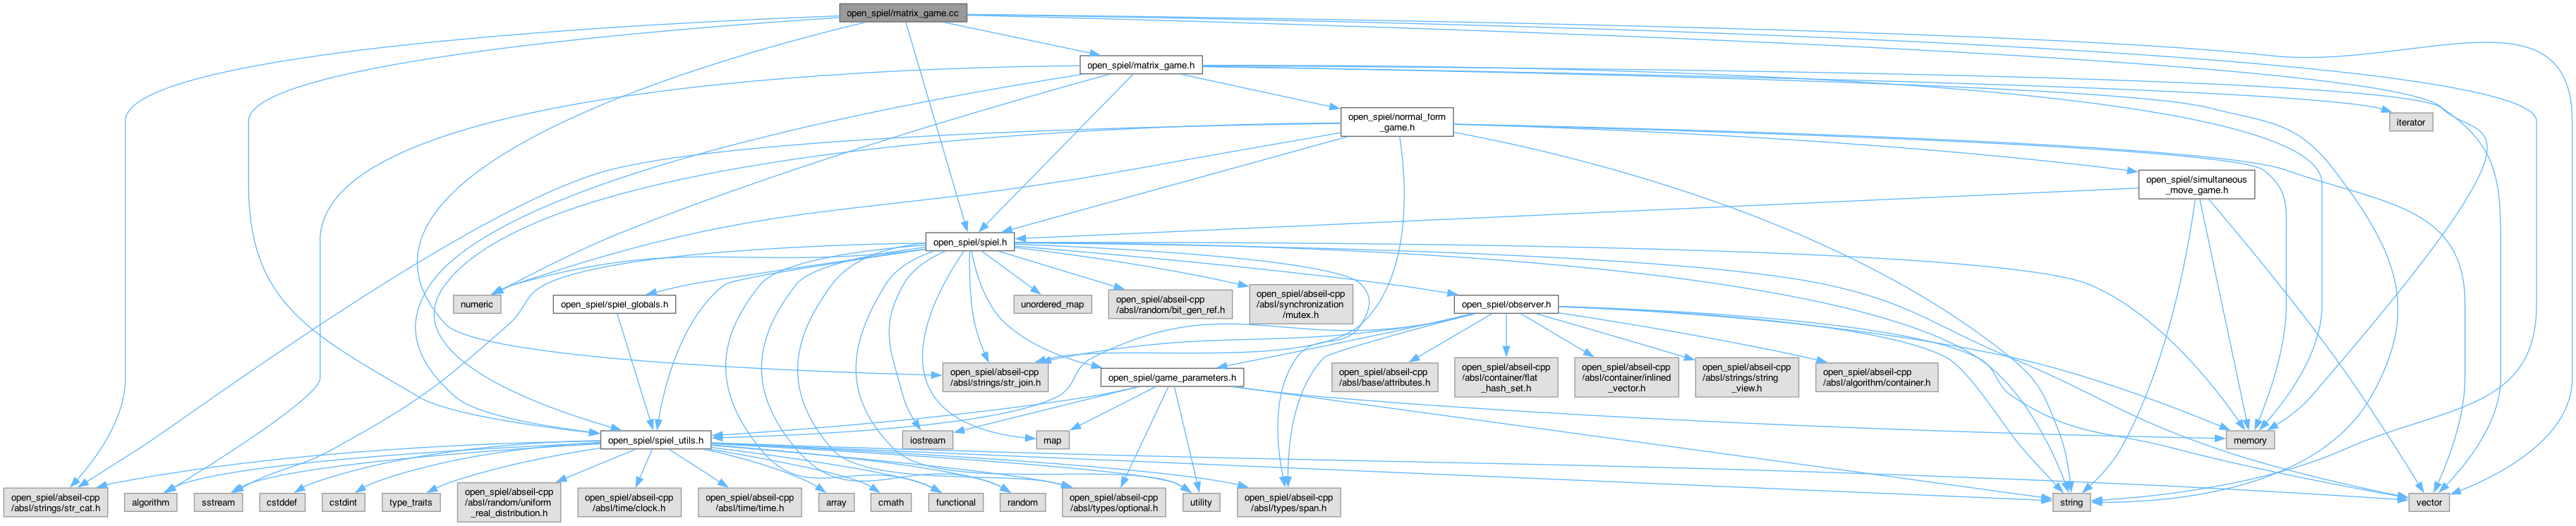 open_spiel/matrix_game.cc
open_spiel/matrix_game.h
open_spiel/normal_form
_game.h
iterator
open_spiel/simultaneous
_move_game.h
open_spiel/spiel.h
numeric
open_spiel/spiel_globals.h
unordered_map
open_spiel/abseil-cpp
/absl/random/bit_gen_ref.h
open_spiel/abseil-cpp
/absl/synchronization
/mutex.h
open_spiel/observer.h
open_spiel/abseil-cpp
/absl/strings/str_join.h
open_spiel/game_parameters.h
open_spiel/abseil-cpp
/absl/base/attributes.h
open_spiel/abseil-cpp
/absl/container/flat
_hash_set.h
open_spiel/abseil-cpp
/absl/container/inlined
_vector.h
open_spiel/abseil-cpp
/absl/strings/string
_view.h
open_spiel/abseil-cpp
/absl/algorithm/container.h
open_spiel/spiel_utils.h
iostream
map
memory
open_spiel/abseil-cpp
/absl/strings/str_cat.h
algorithm
sstream
cstddef
cstdint
type_traits
open_spiel/abseil-cpp
/absl/random/uniform
_real_distribution.h
open_spiel/abseil-cpp
/absl/time/clock.h
open_spiel/abseil-cpp
/absl/time/time.h
array
cmath
functional
random
open_spiel/abseil-cpp
/absl/types/optional.h
utility
open_spiel/abseil-cpp
/absl/types/span.h
string
vector